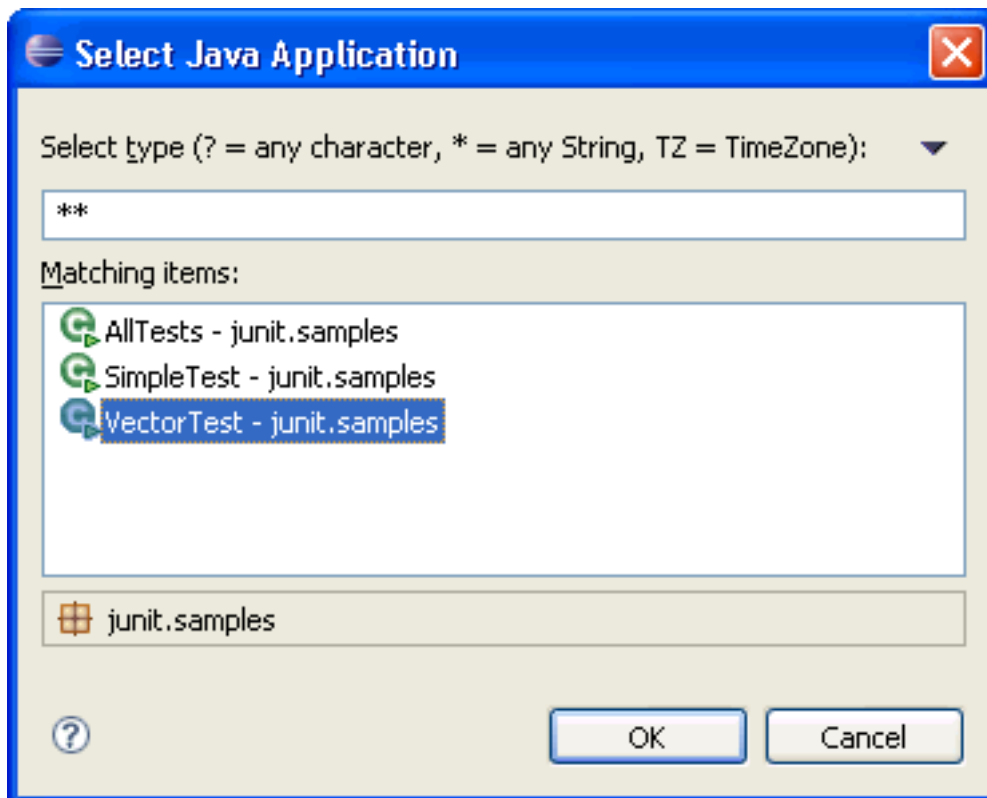 Select Java Application
Select type (? = any character, * = any String, TZ = TimeZone):
**
Matching items:
AllTests - junit.samples
SimpleTest - junit.samples
VectorTest - junit.samples
junit.samples
OK Cancel